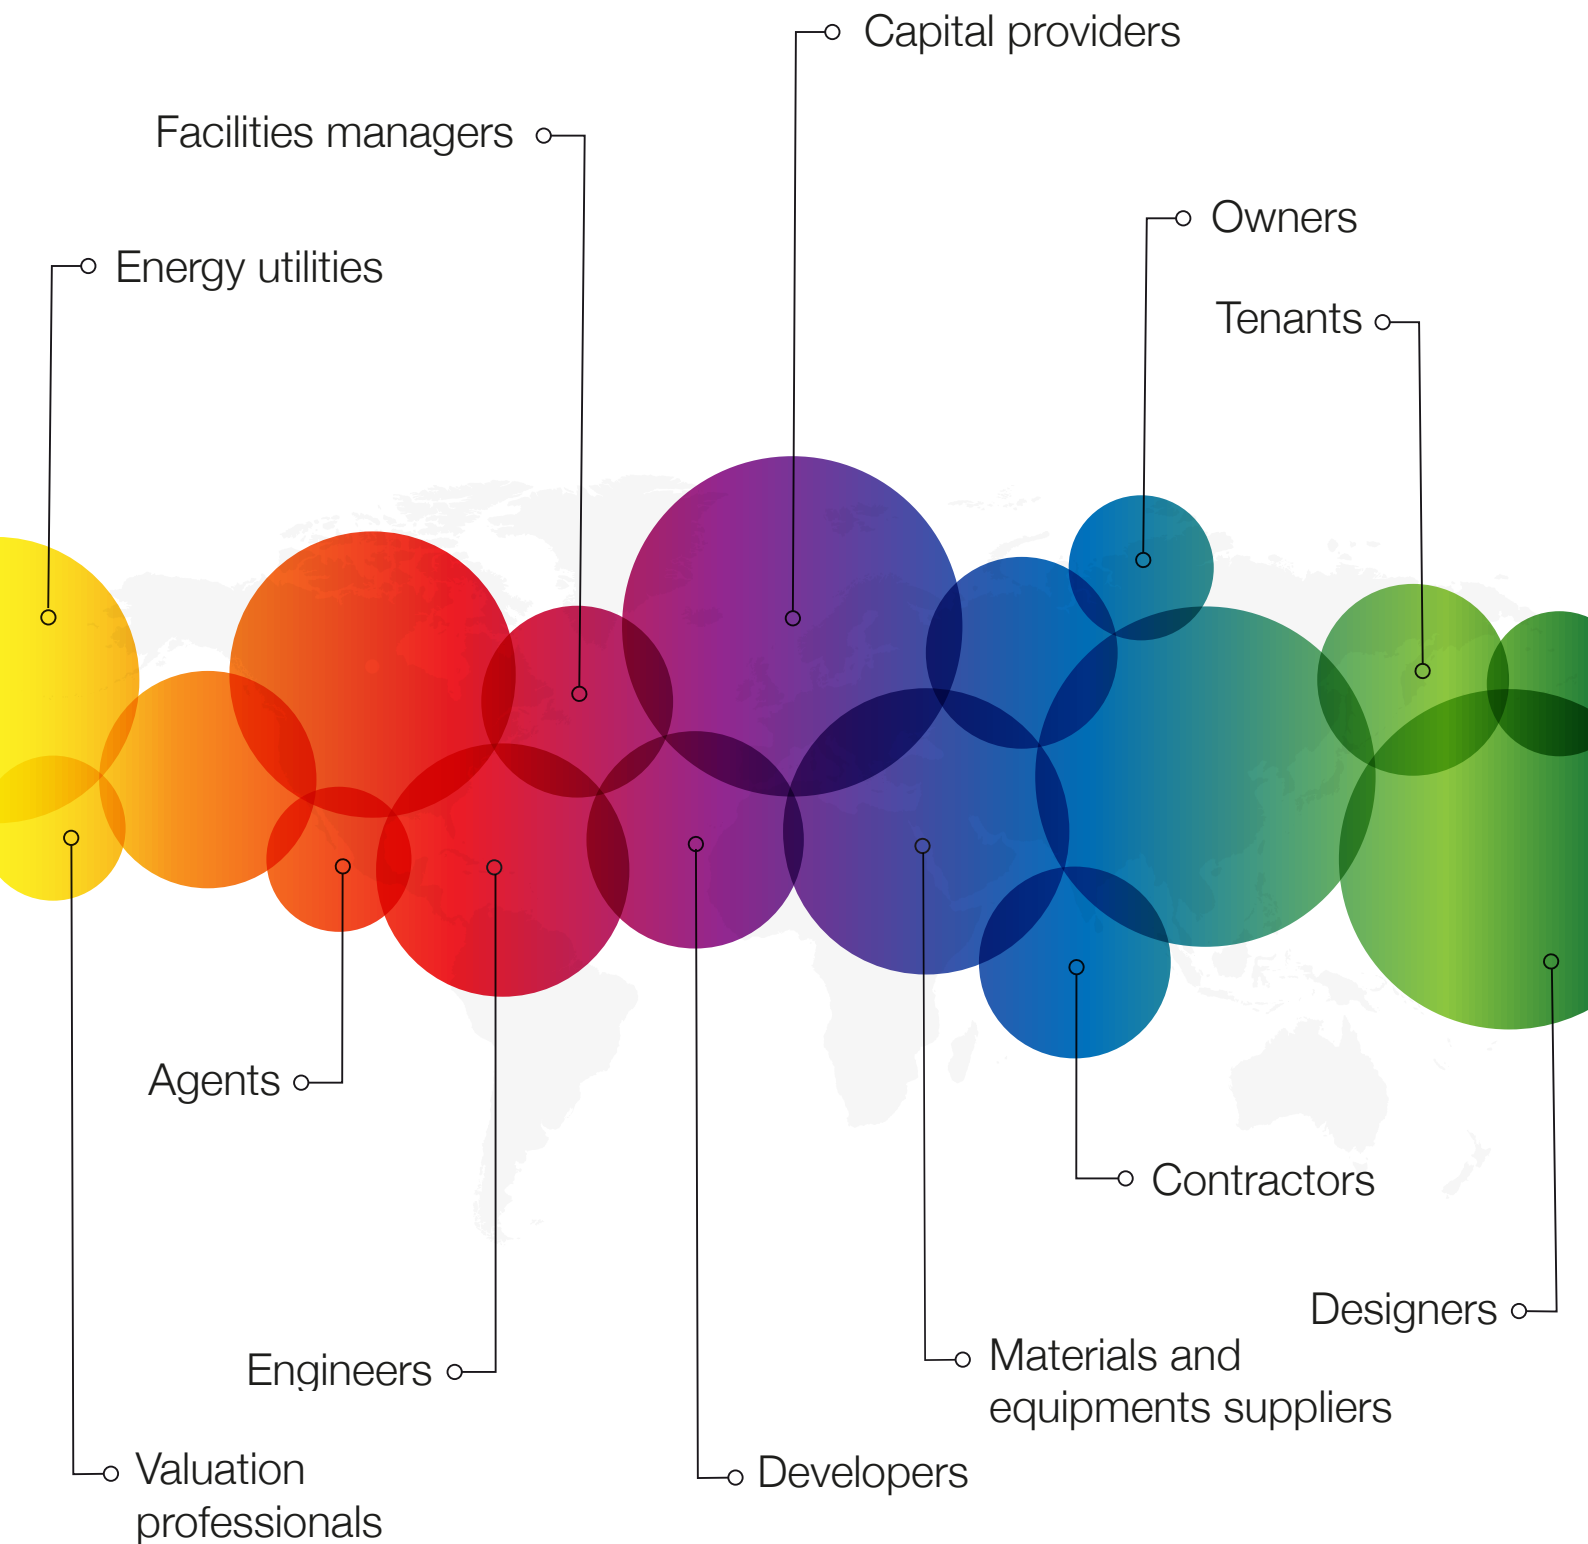 Capital providers
Facilities managers
Owners
Energy utilities
Tenants
Agents
Contractors
Designers
Engineers
Materials and
equipments suppliers
Valuation
professionals
Developers